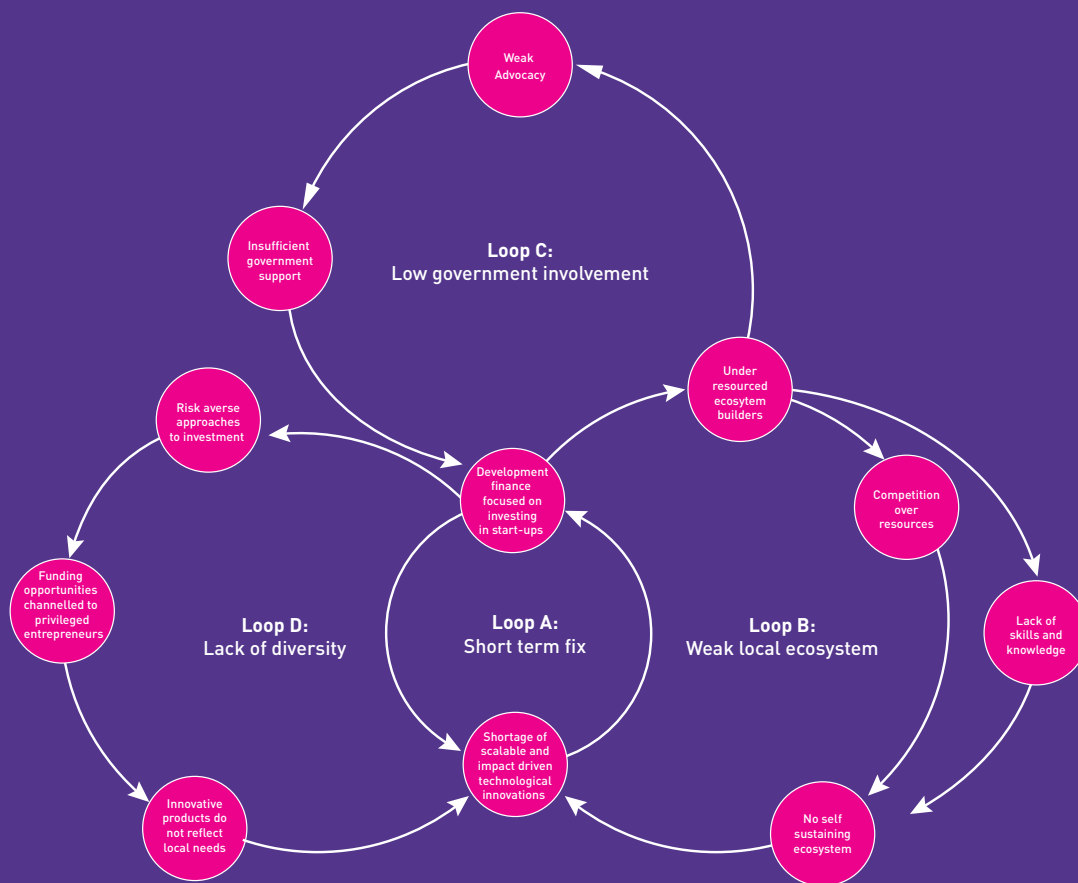 Weak
Advocacy
Insufficient
government
support
Loop C:
Low government involvement
Under
resourced
ecosytem
builders
Risk averse
approaches
to investment
Development
finance
focused on
investing
in start-ups
Competition
over
resources
Funding
opportunities
channelled to
privileged
entrepreneurs
Loop D:
Lack of diversity
Loop A:
Short term fix
Loop B:
Weak local ecosystem
Lack of
skills and
knowledge
Shortage of
scalable and
impact driven
technological
innovations
Innovative
products do
not reflect
local needs
No self
sustaining
ecosystem